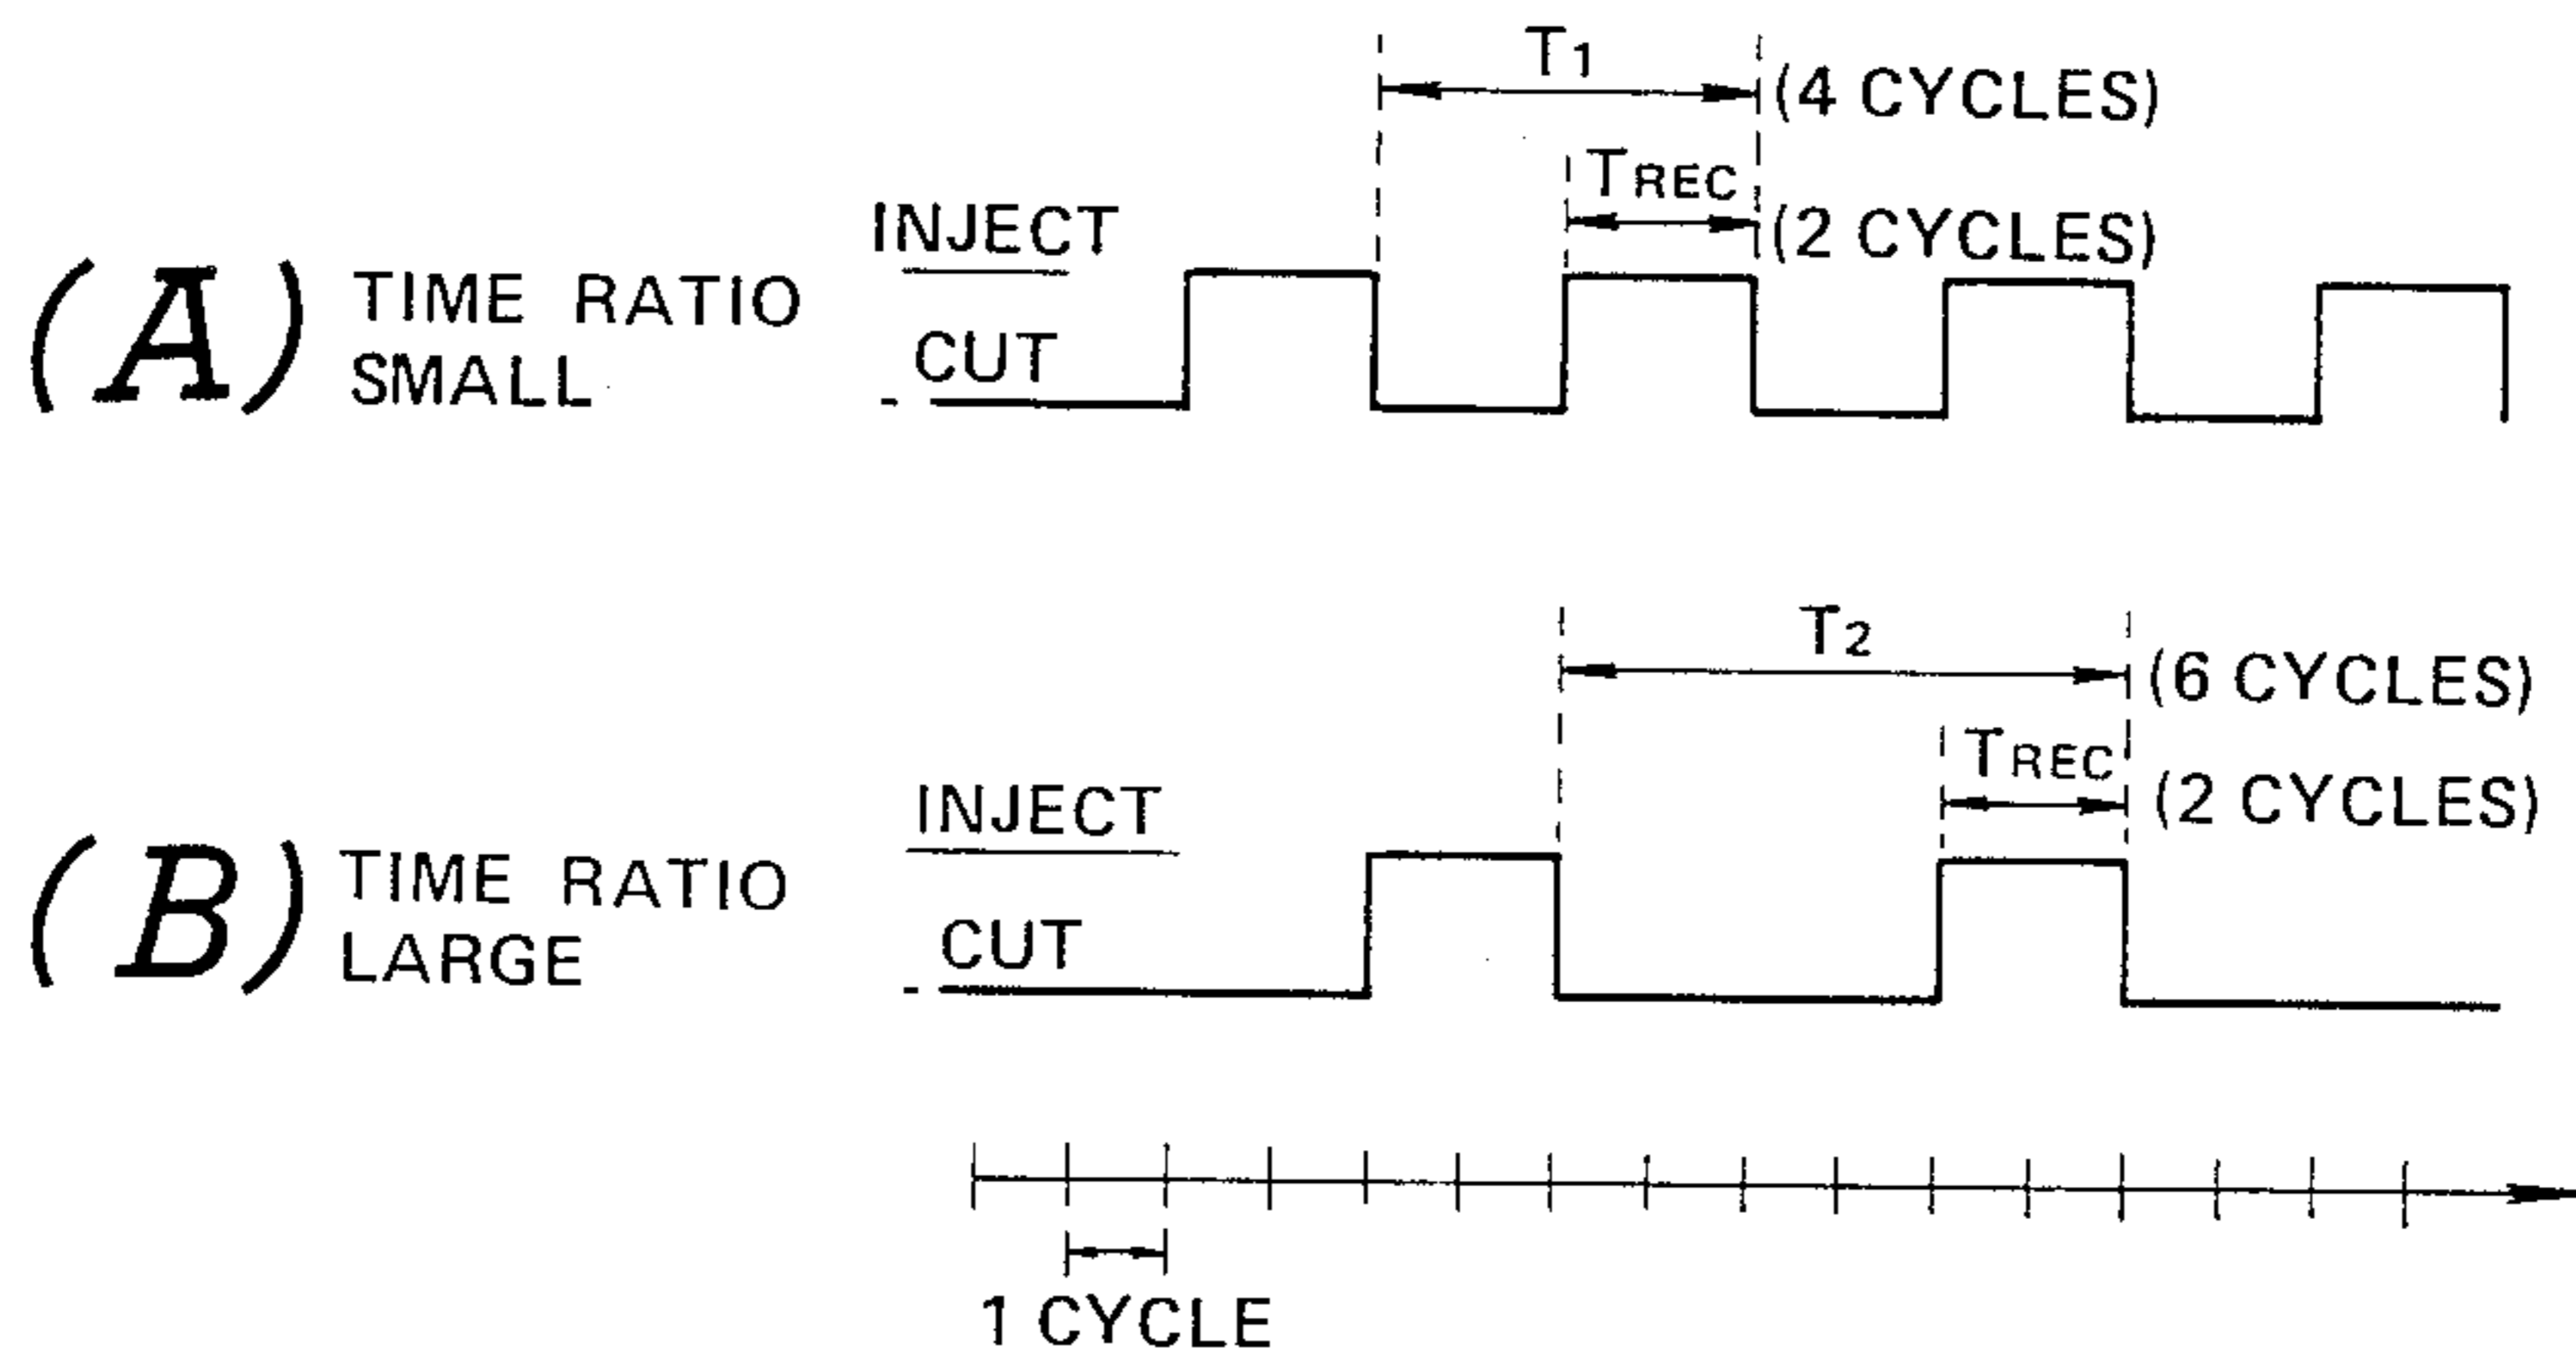 T1
(4 CYCLES)
TREC
(2 CYCLES)
INJECT
CUT
(A) TIME RATIO
SMALL
T2
(6 CYCLES)
TREC
(2 CYCLES)
INJECT
CUT
(B) TIME RATIO
LARGE
1 CYCLE